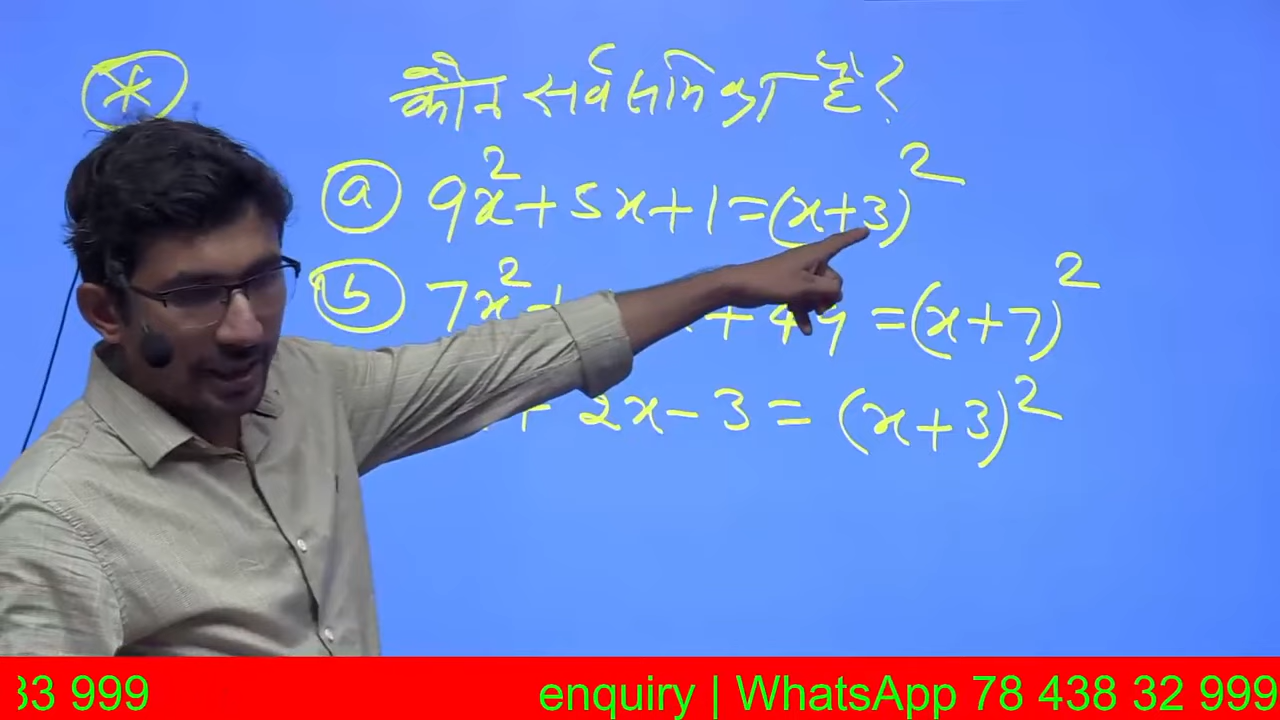 * कौन सर्वसमिका है?
a 9x²+5x+1=(x+3)²
b 7x²+ + 49 =(x+7)²
+ 2x-3 = (x+3)²
33 999 enquiry | WhatsApp 78 438 32 999